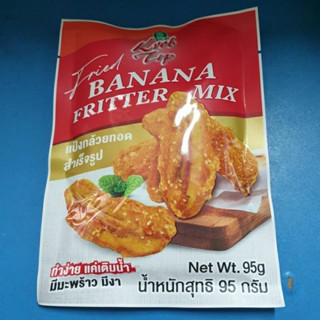 Krob
Fried
BANANA
FRITTER MIX
แป้งกล้วยทอด
สำเร็จรูป
ทำง่าย แค่เติมน้ำ
มีมะพร้าว มีงา
Net Wt. 95g
น้ำหนักสุทธิ 95 กรัม